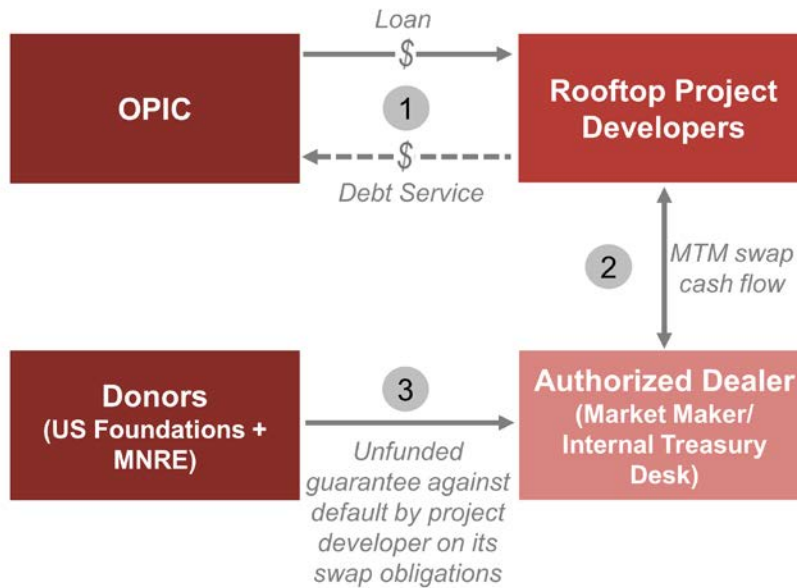 Loan
$
OPIC
1
Rooftop Project
Developers
$
Debt Service
2
MTM swap
cash flow
Donors
(US Foundations +
MNRE)
3
Unfunded
guarantee against
default by project
developer on its
swap obligations
Authorized Dealer
(Market Maker/
Internal Treasury
Desk)